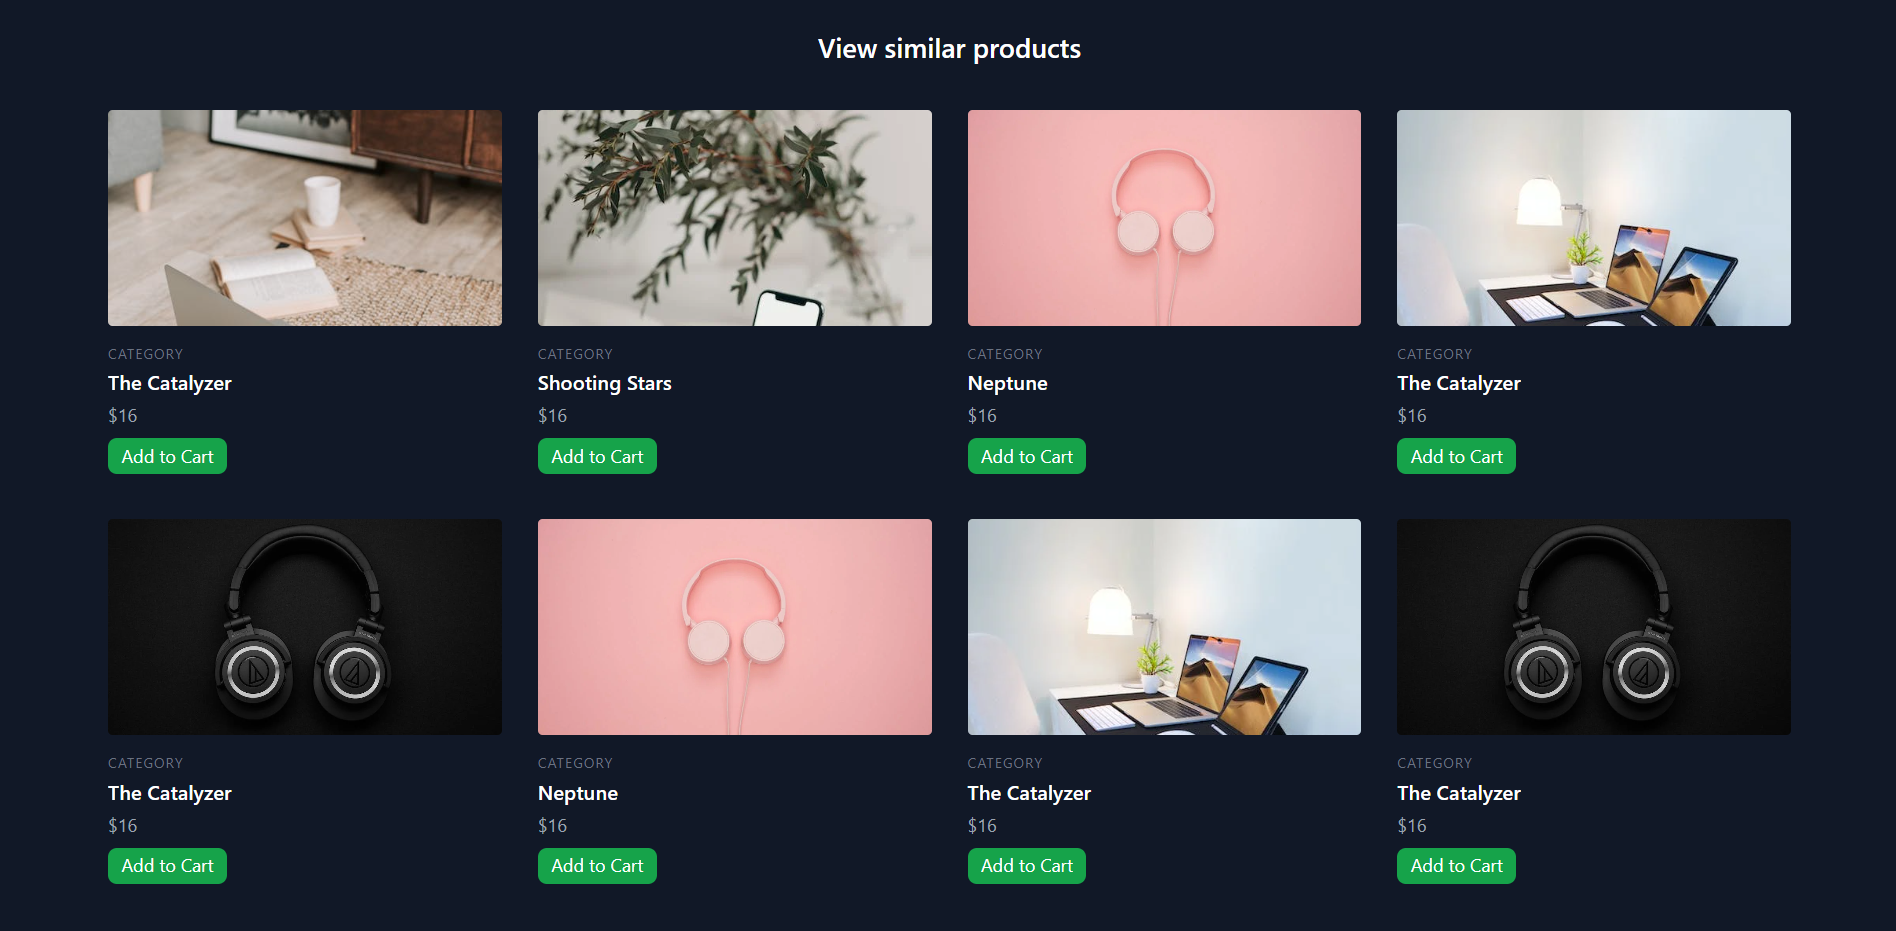 View similar products
CATEGORY
The Catalyzer
$16
Add to Cart
CATEGORY
Shooting Stars
$16
Add to Cart
CATEGORY
Neptune
$16
Add to Cart
CATEGORY
The Catalyzer
$16
Add to Cart
CATEGORY
The Catalyzer
$16
Add to Cart
CATEGORY
Neptune
$16
Add to Cart
CATEGORY
The Catalyzer
$16
Add to Cart
CATEGORY
The Catalyzer
$16
Add to Cart